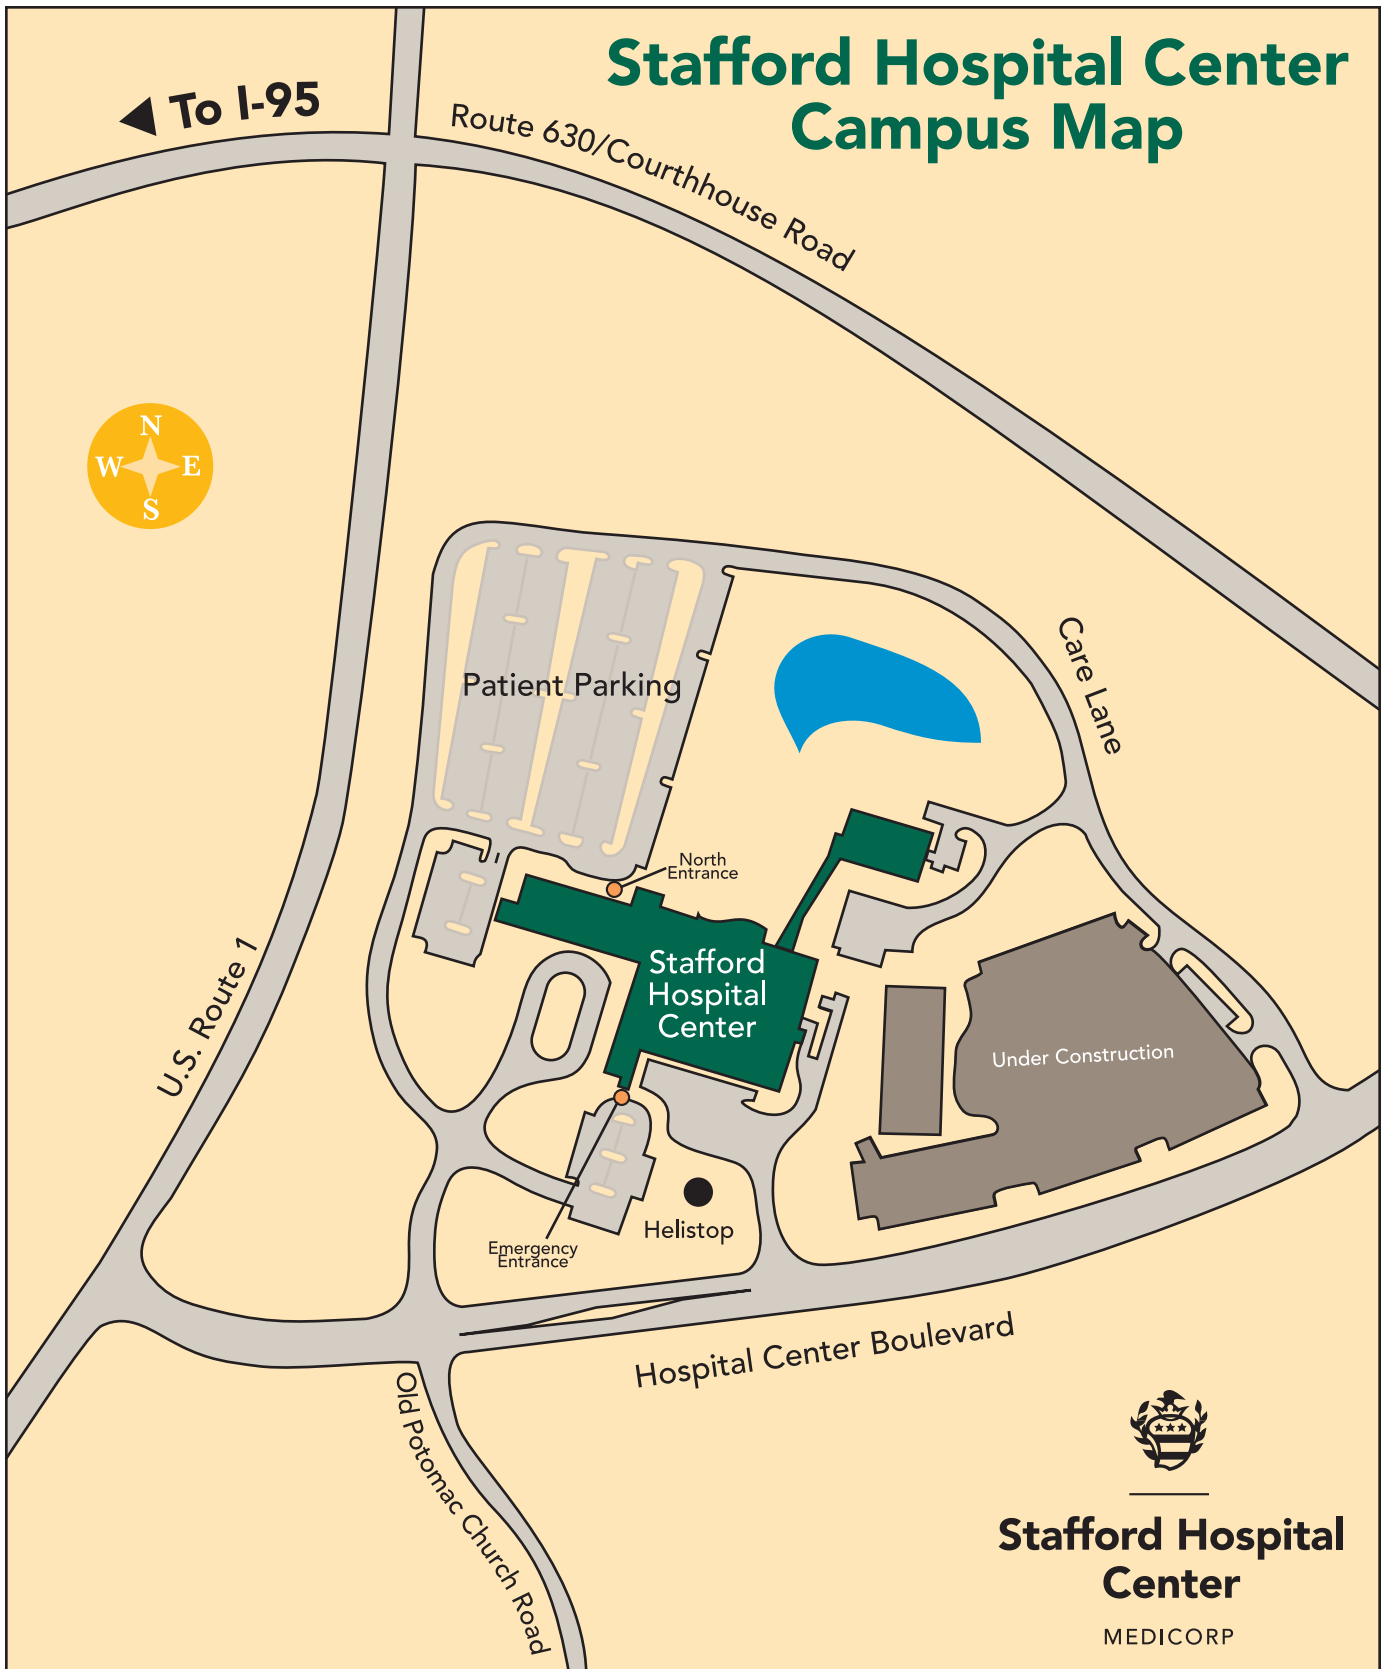 Stafford Hospital Center
Campus Map
To I-95
Route 630/Courthhouse Road
N
W E
S
Care Lane
Patient Parking
North
Entrance
Stafford
Hospital
Center
U.S. Route 1
Under Construction
Helistop
Emergency
Entrance
Hospital Center Boulevard
Old Potomac Church Road
Stafford Hospital
Center
MEDICORP